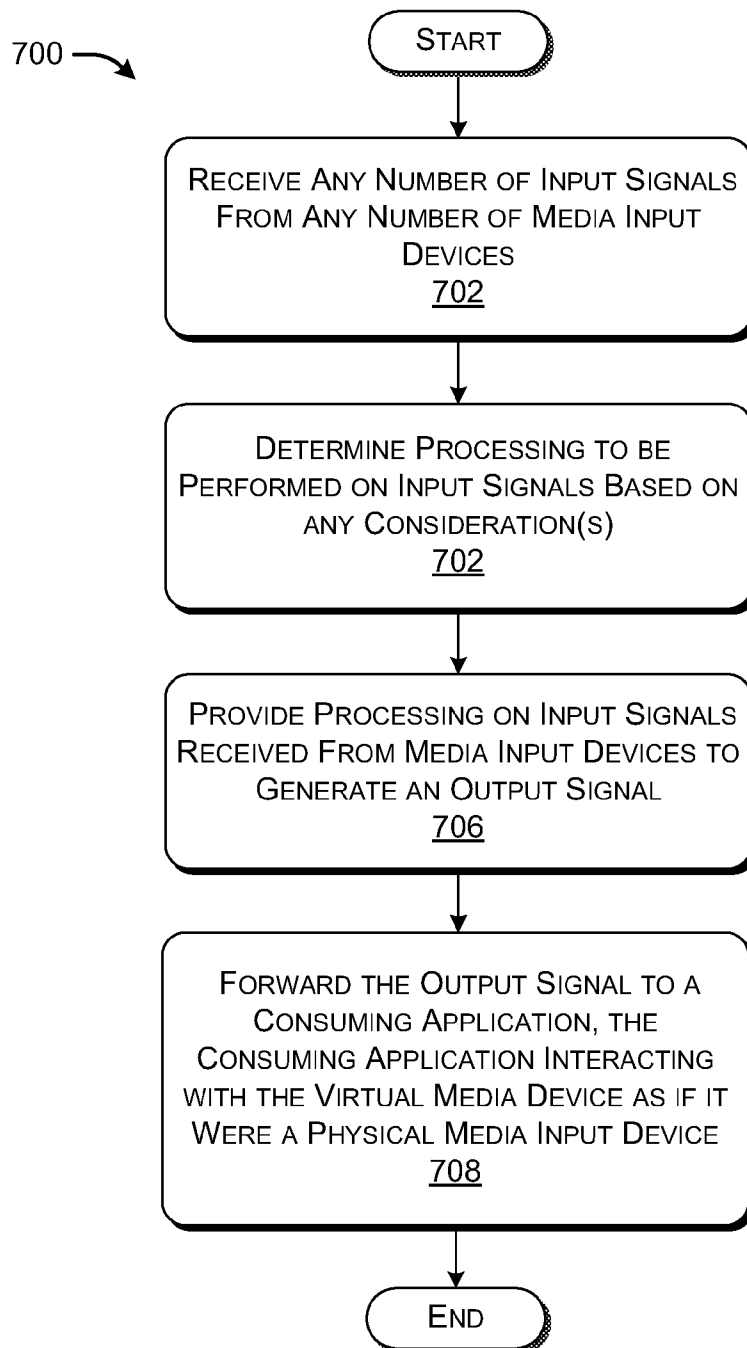 700
START
RECEIVE ANY NUMBER OF INPUT SIGNALS
FROM ANY NUMBER OF MEDIA INPUT
DEVICES
702
DETERMINE PROCESSING TO BE
PERFORMED ON INPUT SIGNALS BASED ON
ANY CONSIDERATION(S)
702
PROVIDE PROCESSING ON INPUT SIGNALS
RECEIVED FROM MEDIA INPUT DEVICES TO
GENERATE AN OUTPUT SIGNAL
706
FORWARD THE OUTPUT SIGNAL TO A
CONSUMING APPLICATION, THE
CONSUMING APPLICATION INTERACTING
WITH THE VIRTUAL MEDIA DEVICE AS IF IT
WERE A PHYSICAL MEDIA INPUT DEVICE
708
END